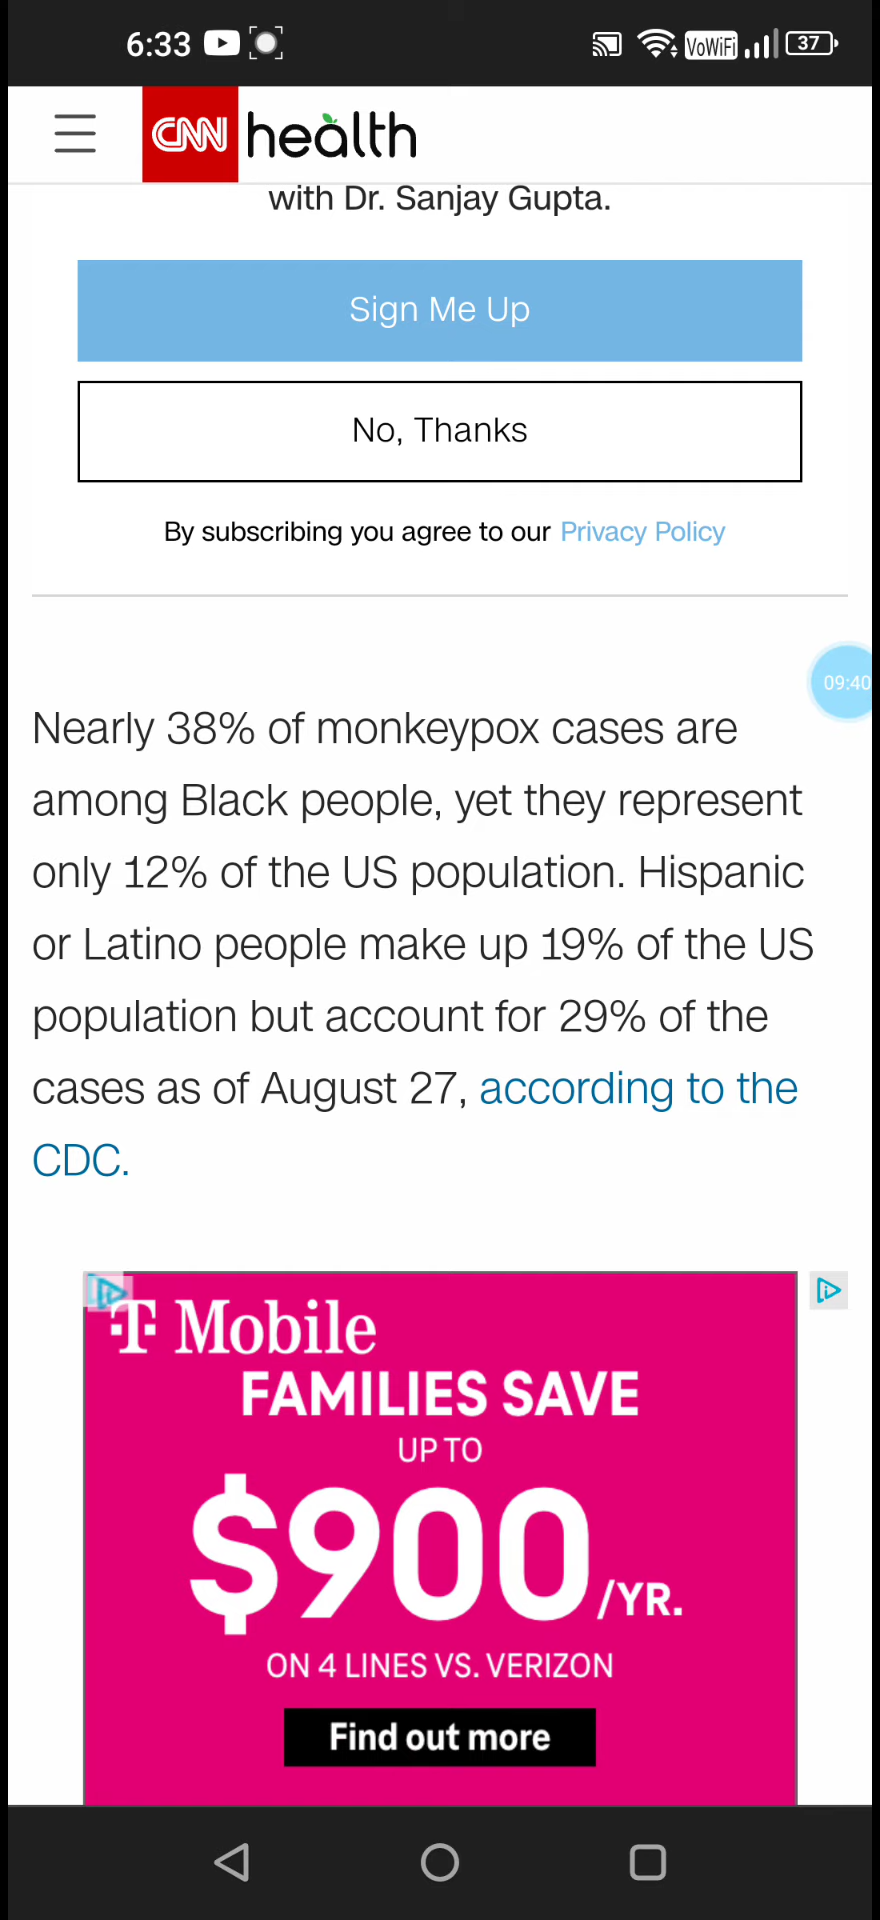 6:33 VoWiFi 37
CNN health
with Dr. Sanjay Gupta.
Sign Me Up
No, Thanks
By subscribing you agree to our Privacy Policy
09:40
Nearly 38% of monkeypox cases are
among Black people, yet they represent
only 12% of the US population. Hispanic
or Latino people make up 19% of the US
population but account for 29% of the
cases as of August 27, according to the
CDC.
T Mobile
FAMILIES SAVE
UP TO
$900/YR.
ON 4 LINES VS. VERIZON
Find out more